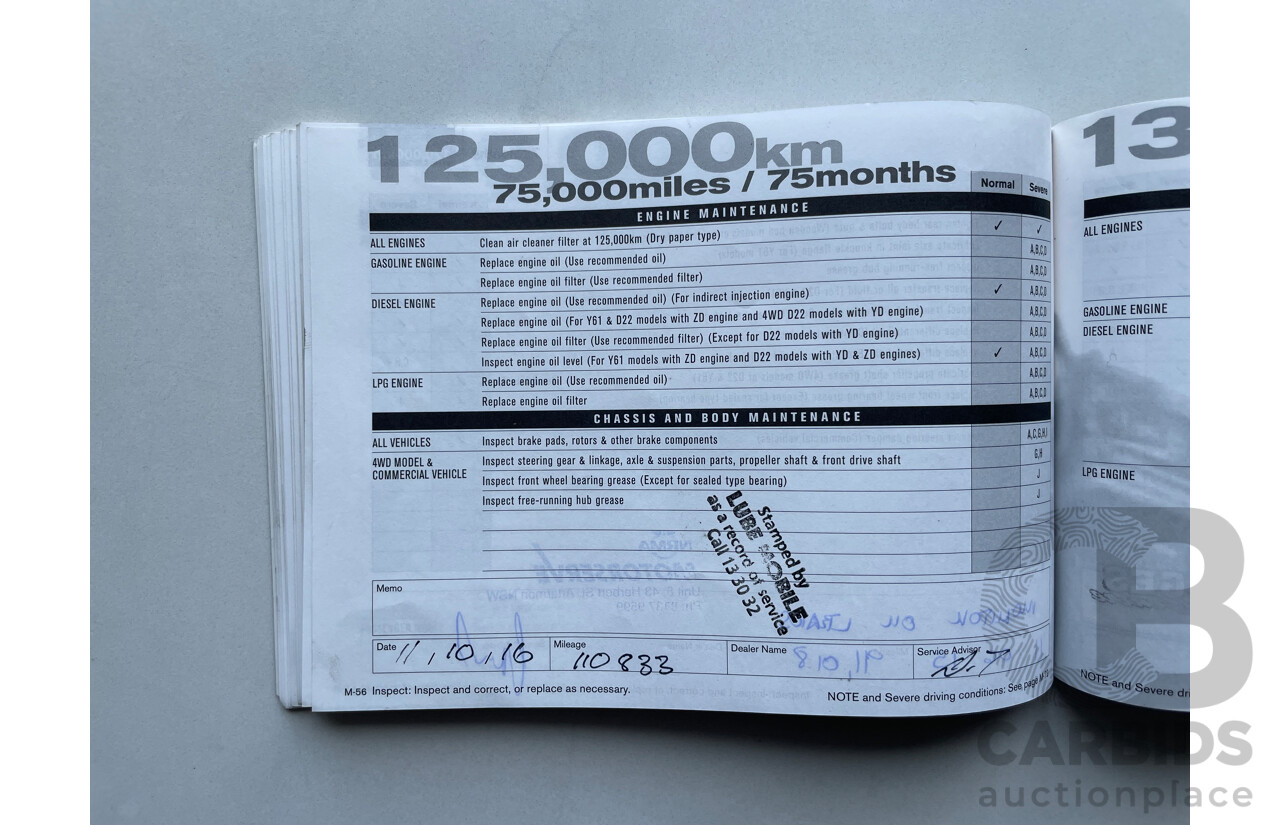 125,000km
75,000miles / 75months
Normal Severe
ENGINE MAINTENANCE
ALL ENGINES Clean air cleaner filter at 125,000km (Dry paper type) ✓ ✓
GASOLINE ENGINE Replace engine oil (Use recommended oil) A,B,C,D
Replace engine oil filter (Use recommended filter) A,B,C,D
DIESEL ENGINE Replace engine oil (Use recommended oil) (For indirect injection engine) ✓ A,B,C,D
Replace engine oil (For Y61 & D22 models with ZD engine and 4WD D22 models with YD engine) A,B,C,D
Replace engine oil filter (Use recommended filter) (Except for D22 models with YD engine) A,B,C,D
Inspect engine oil level (For Y61 models with ZD engine and D22 models with YD & ZD engines) ✓ A,B,C,D
LPG ENGINE Replace engine oil (Use recommended oil) A,B,C,D
Replace engine oil filter A,B,C,D
CHASSIS AND BODY MAINTENANCE
ALL VEHICLES Inspect brake pads, rotors & other brake components A,C,G,H,I
4WD MODEL & COMMERCIAL VEHICLE Inspect steering gear & linkage, axle & suspension parts, propeller shaft & front drive shaft G,H
Inspect front wheel bearing grease (Except for sealed type bearing) J
Inspect free-running hub grease J
Stamped by
LUBE MOBILE
as a record of service
Call 13 30 32
Memo
Date 11,10,16 Mileage 110833 Dealer Name Service Advisor
M-56 Inspect: Inspect and correct, or replace as necessary. NOTE and Severe driving conditions: See page
13
ALL ENGINES
GASOLINE ENGINE
DIESEL ENGINE
LPG ENGINE
NOTE and Severe dri
B
CARBIDS
auctionplace